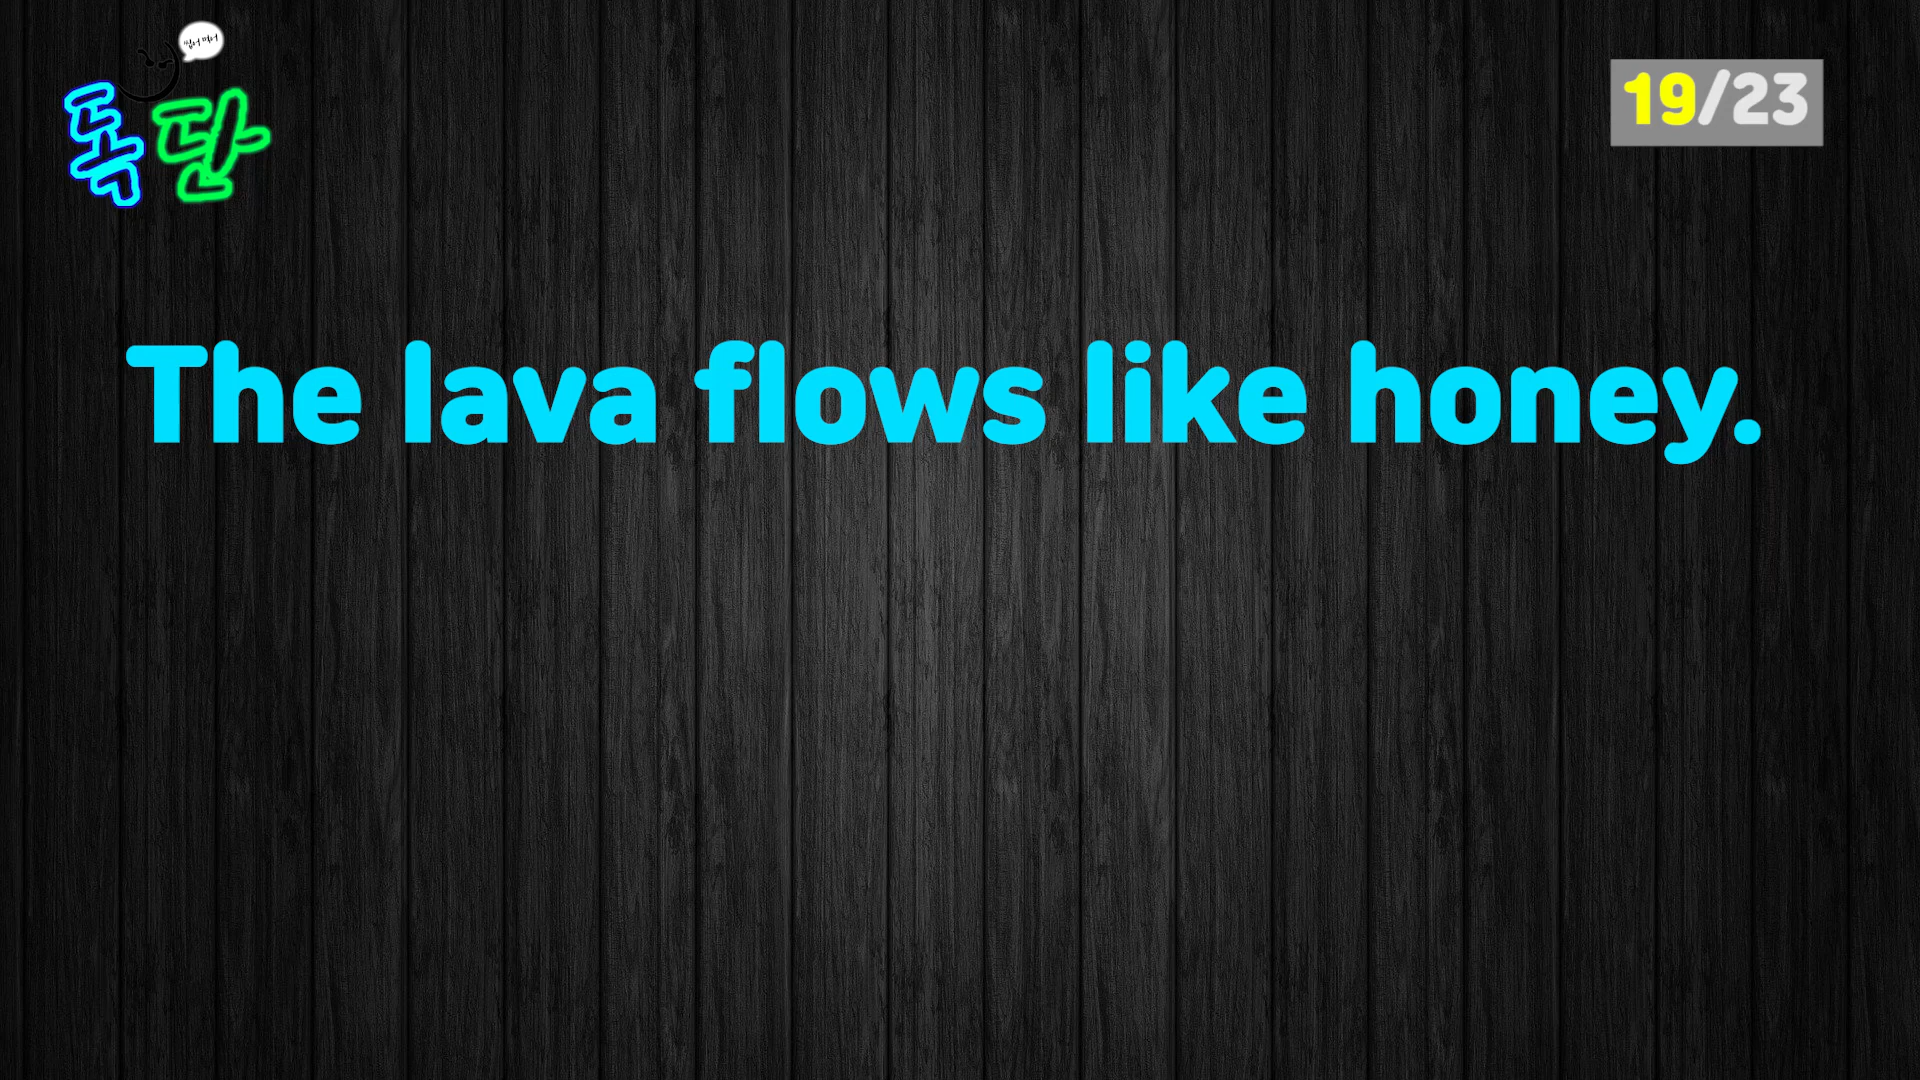 독단
19/23
The lava flows like honey.